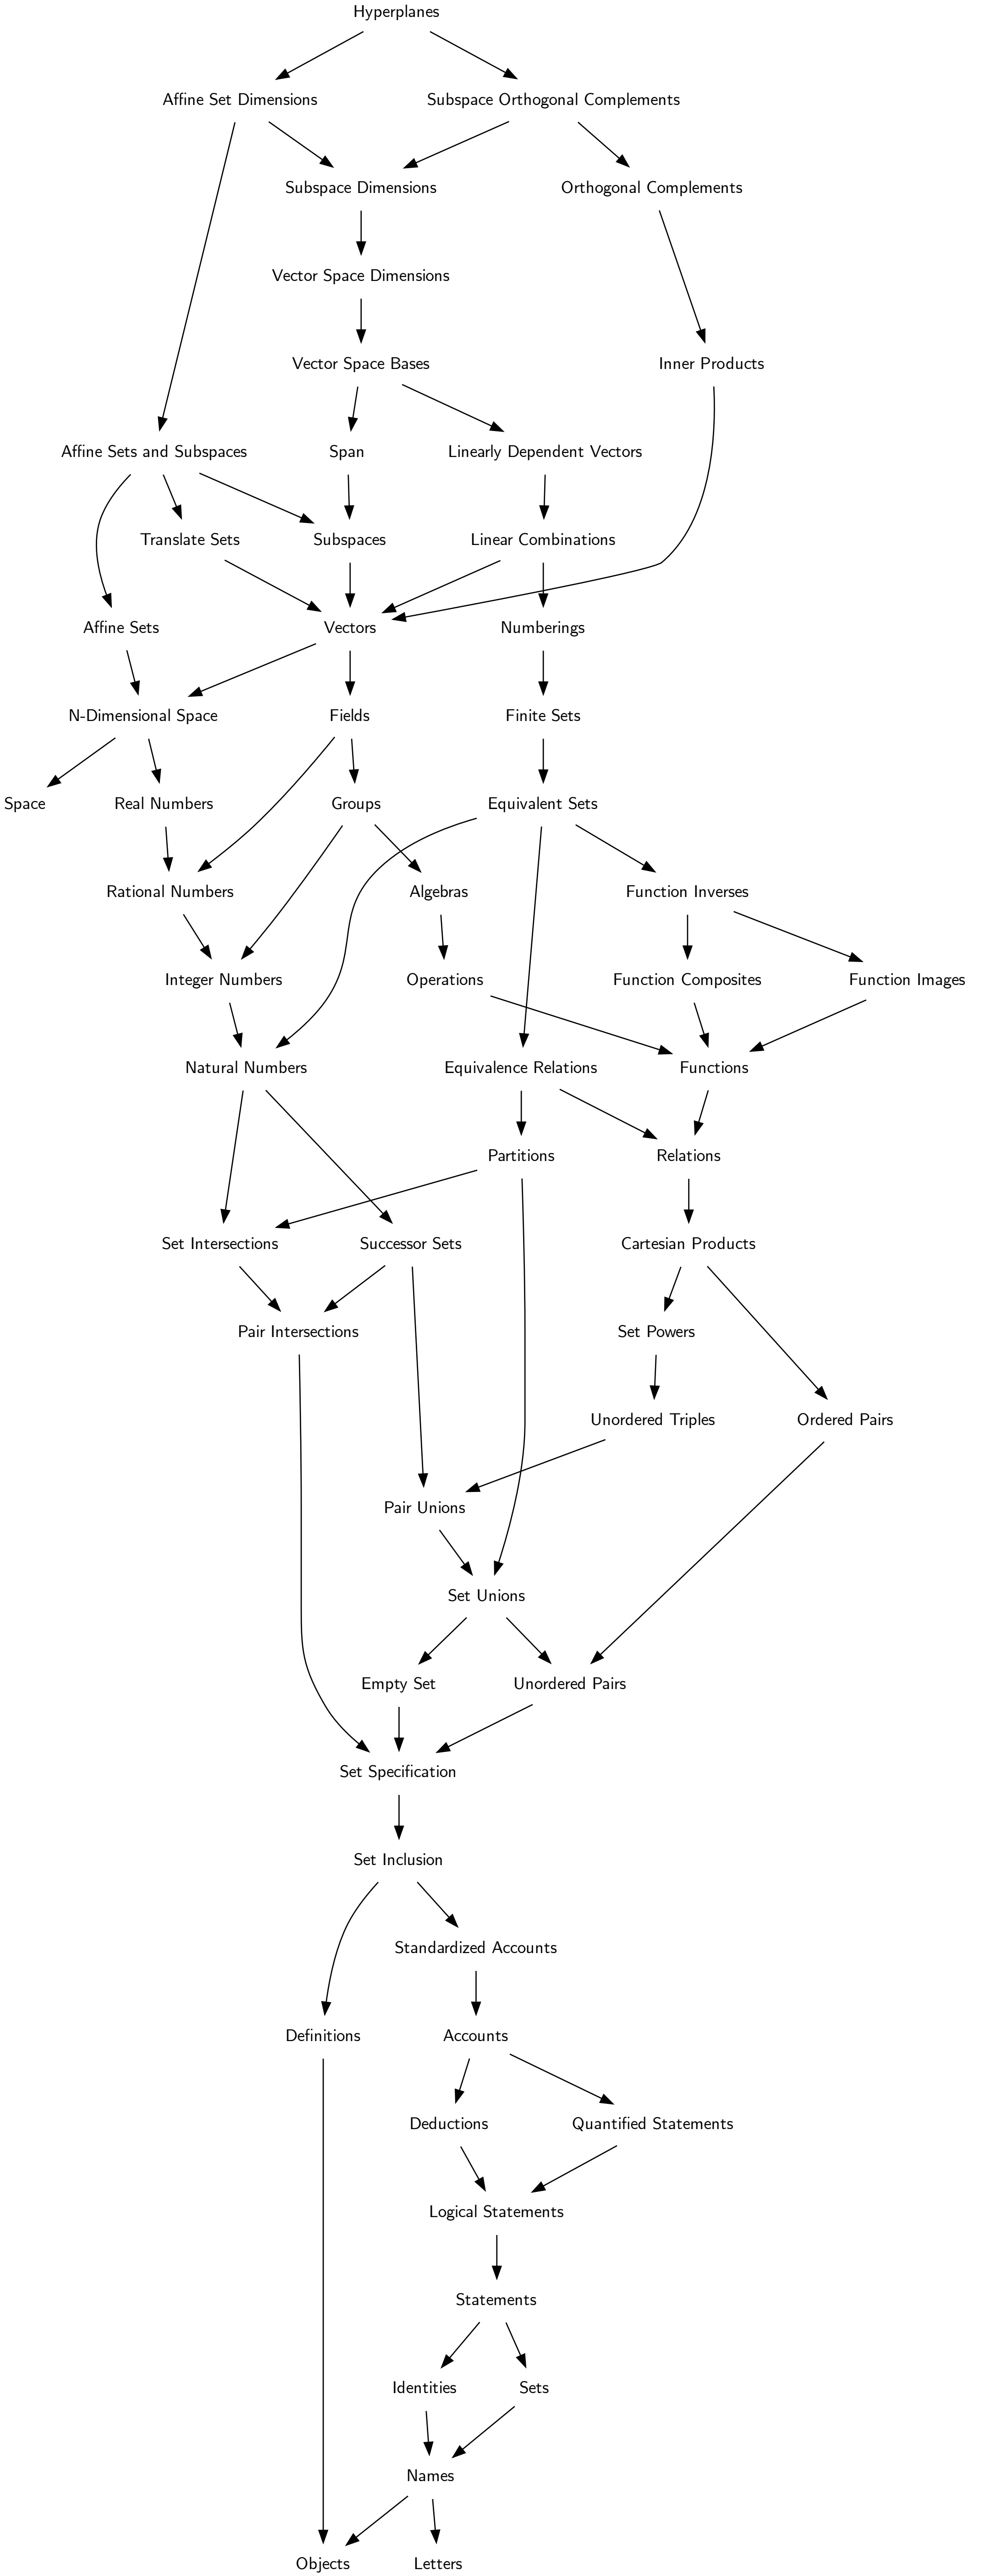 Hyperplanes
Affine Set Dimensions
Subspace Orthogonal Complements
Subspace Dimensions
Orthogonal Complements
Vector Space Dimensions
Vector Space Bases
Inner Products
Affine Sets and Subspaces
Span
Linearly Dependent Vectors
Translate Sets
Subspaces
Linear Combinations
Affine Sets
Vectors
Numberings
N-Dimensional Space
Fields
Finite Sets
Space
Real Numbers
Groups
Equivalent Sets
Rational Numbers
Algebras
Function Inverses
Integer Numbers
Operations
Function Composites
Function Images
Natural Numbers
Equivalence Relations
Functions
Partitions
Relations
Set Intersections
Successor Sets
Cartesian Products
Pair Intersections
Set Powers
Unordered Triples
Ordered Pairs
Pair Unions
Set Unions
Empty Set
Unordered Pairs
Set Specification
Set Inclusion
Standardized Accounts
Definitions
Accounts
Deductions
Quantified Statements
Logical Statements
Statements
Identities
Sets
Names
Objects
Letters